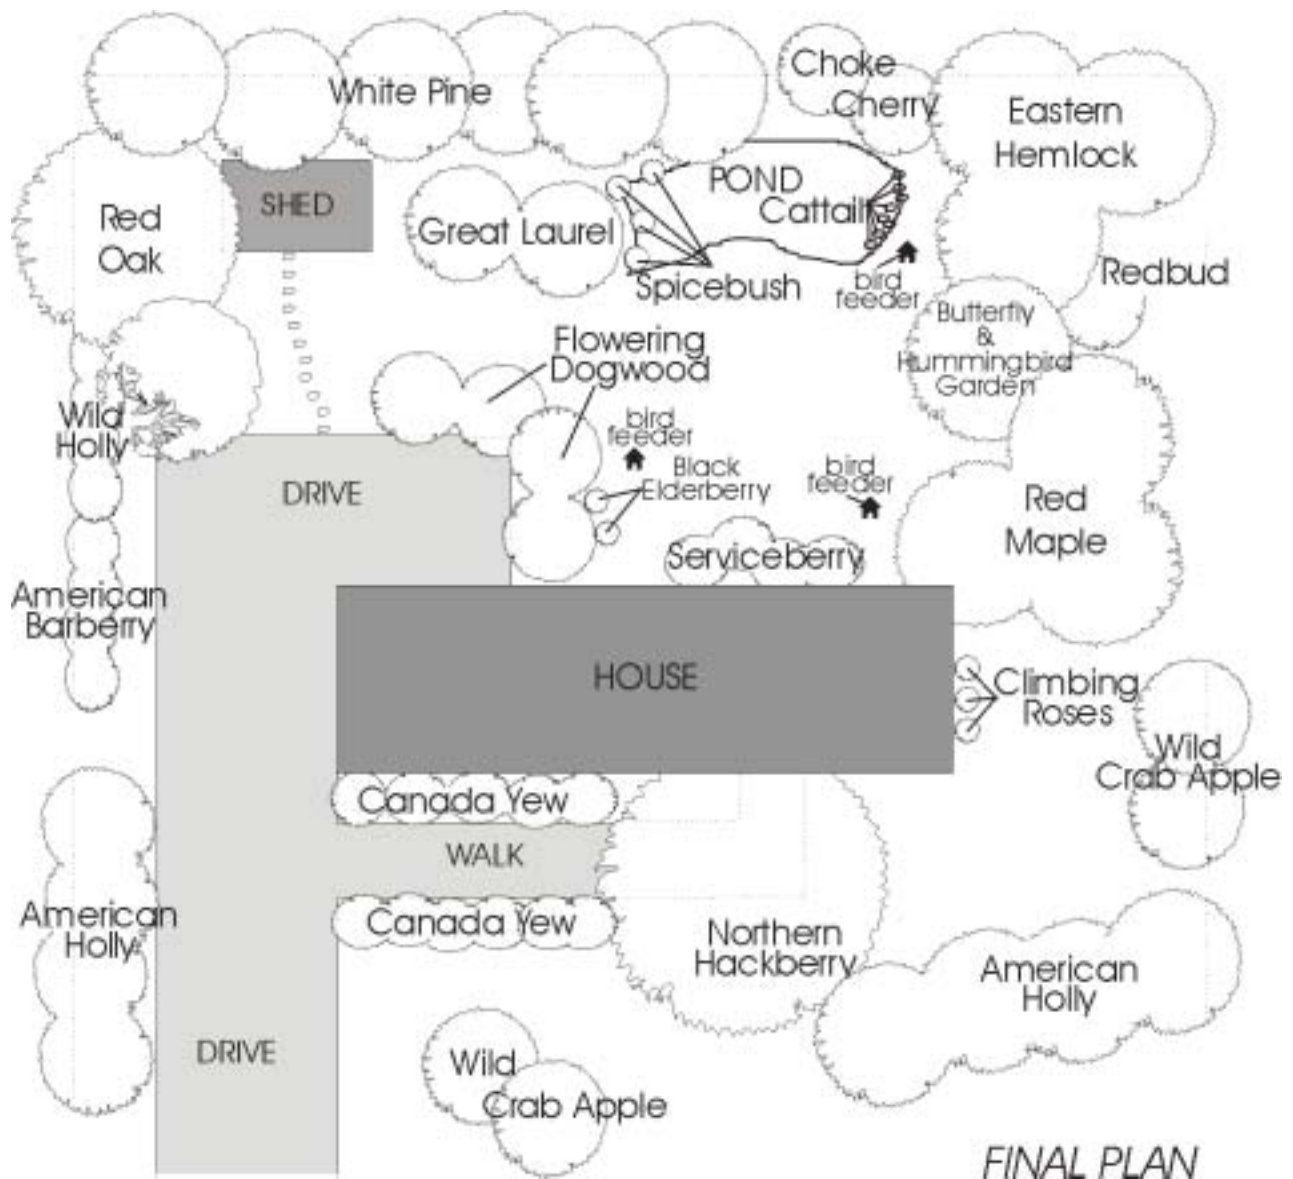 White Pine
Choke
Cherry
Eastern
Hemlock
Red
Oak
SHED
Great Laurel
POND
Cattails
Spicebush
bird
feeder
Redbud
Butterfly
&
Hummingbird
Garden
Flowering
Dogwood
Wild
Holly
bird
feeder
Black
Elderberry
bird
feeder
DRIVE
Red
Maple
Serviceberry
American
Barberry
HOUSE
Climbing
Roses
Wild
Crab Apple
Canada Yew
WALK
Canada Yew
American
Holly
Northern
Hackberry
American
Holly
DRIVE
Wild
Crab Apple
FINAL PLAN